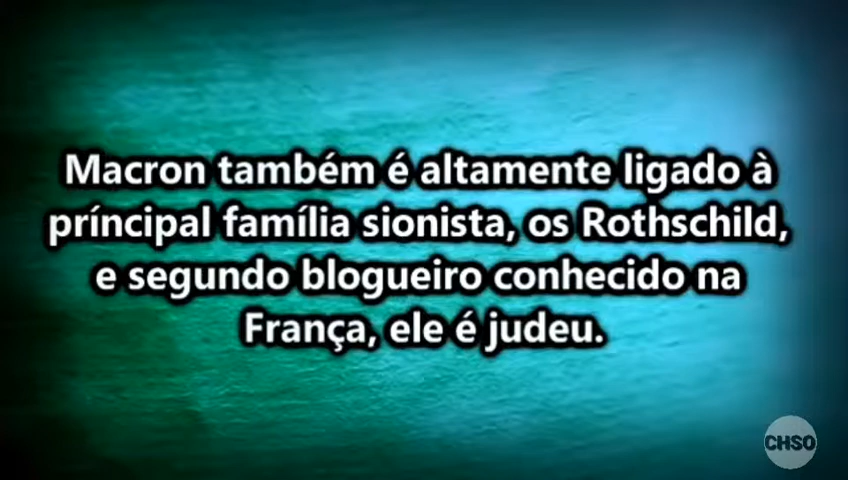 Macron também é altamente ligado à
príncipal família sionista, os Rothschild,
e segundo blogueiro conhecido na
França, ele é judeu.
CHSO